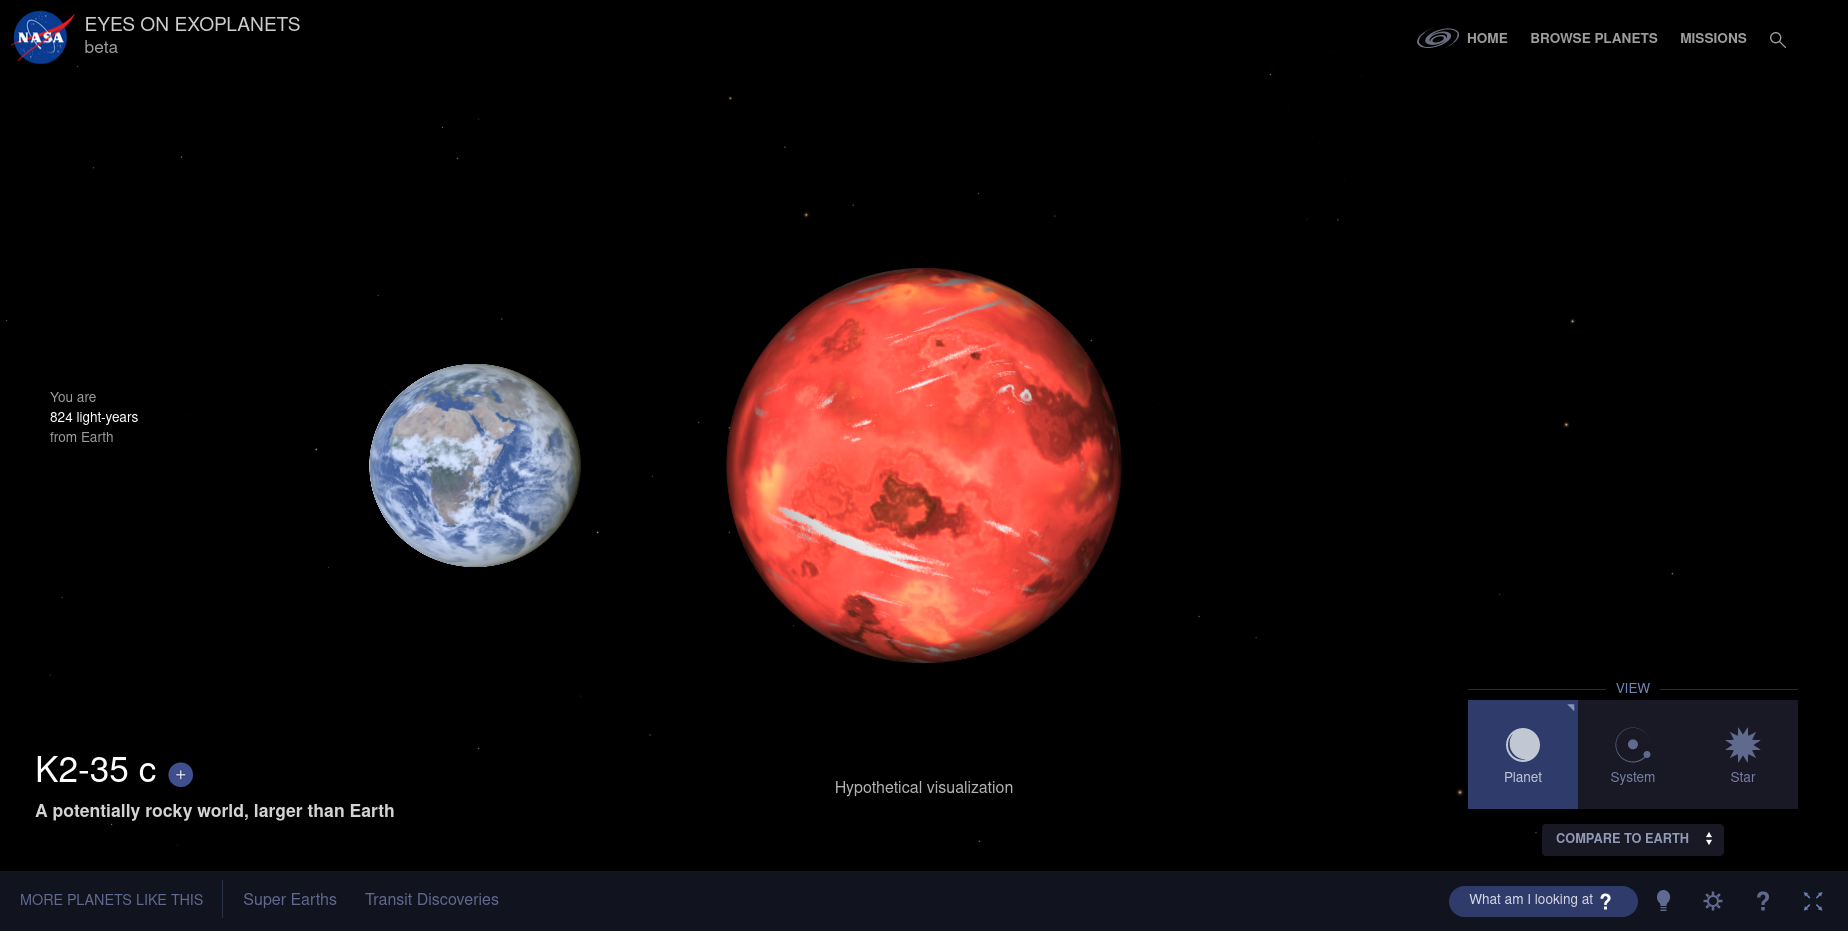 NASA
EYES ON EXOPLANETS
beta
HOME
BROWSE PLANETS
MISSIONS
You are
824 light-years
from Earth
K2-35 c +
A potentially rocky world, larger than Earth
Hypothetical visualization
VIEW
Planet
System
Star
COMPARE TO EARTH
MORE PLANETS LIKE THIS
Super Earths
Transit Discoveries
What am I looking at ?
?